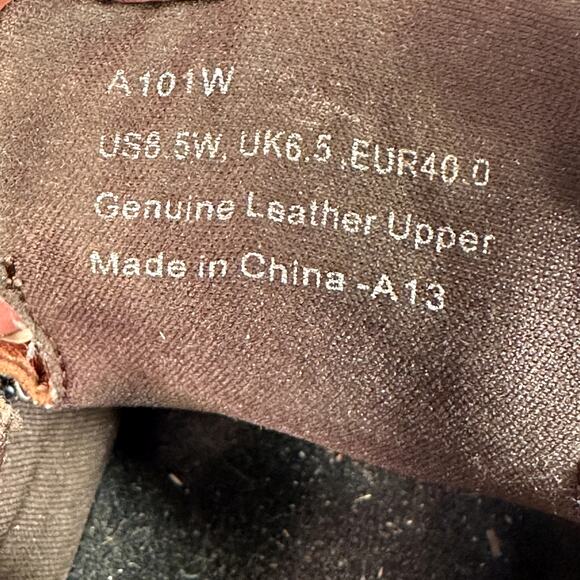 A101W
US8.5W, UK6.5 ,EUR40.0
Genuine Leather Upper
Made in China -A13